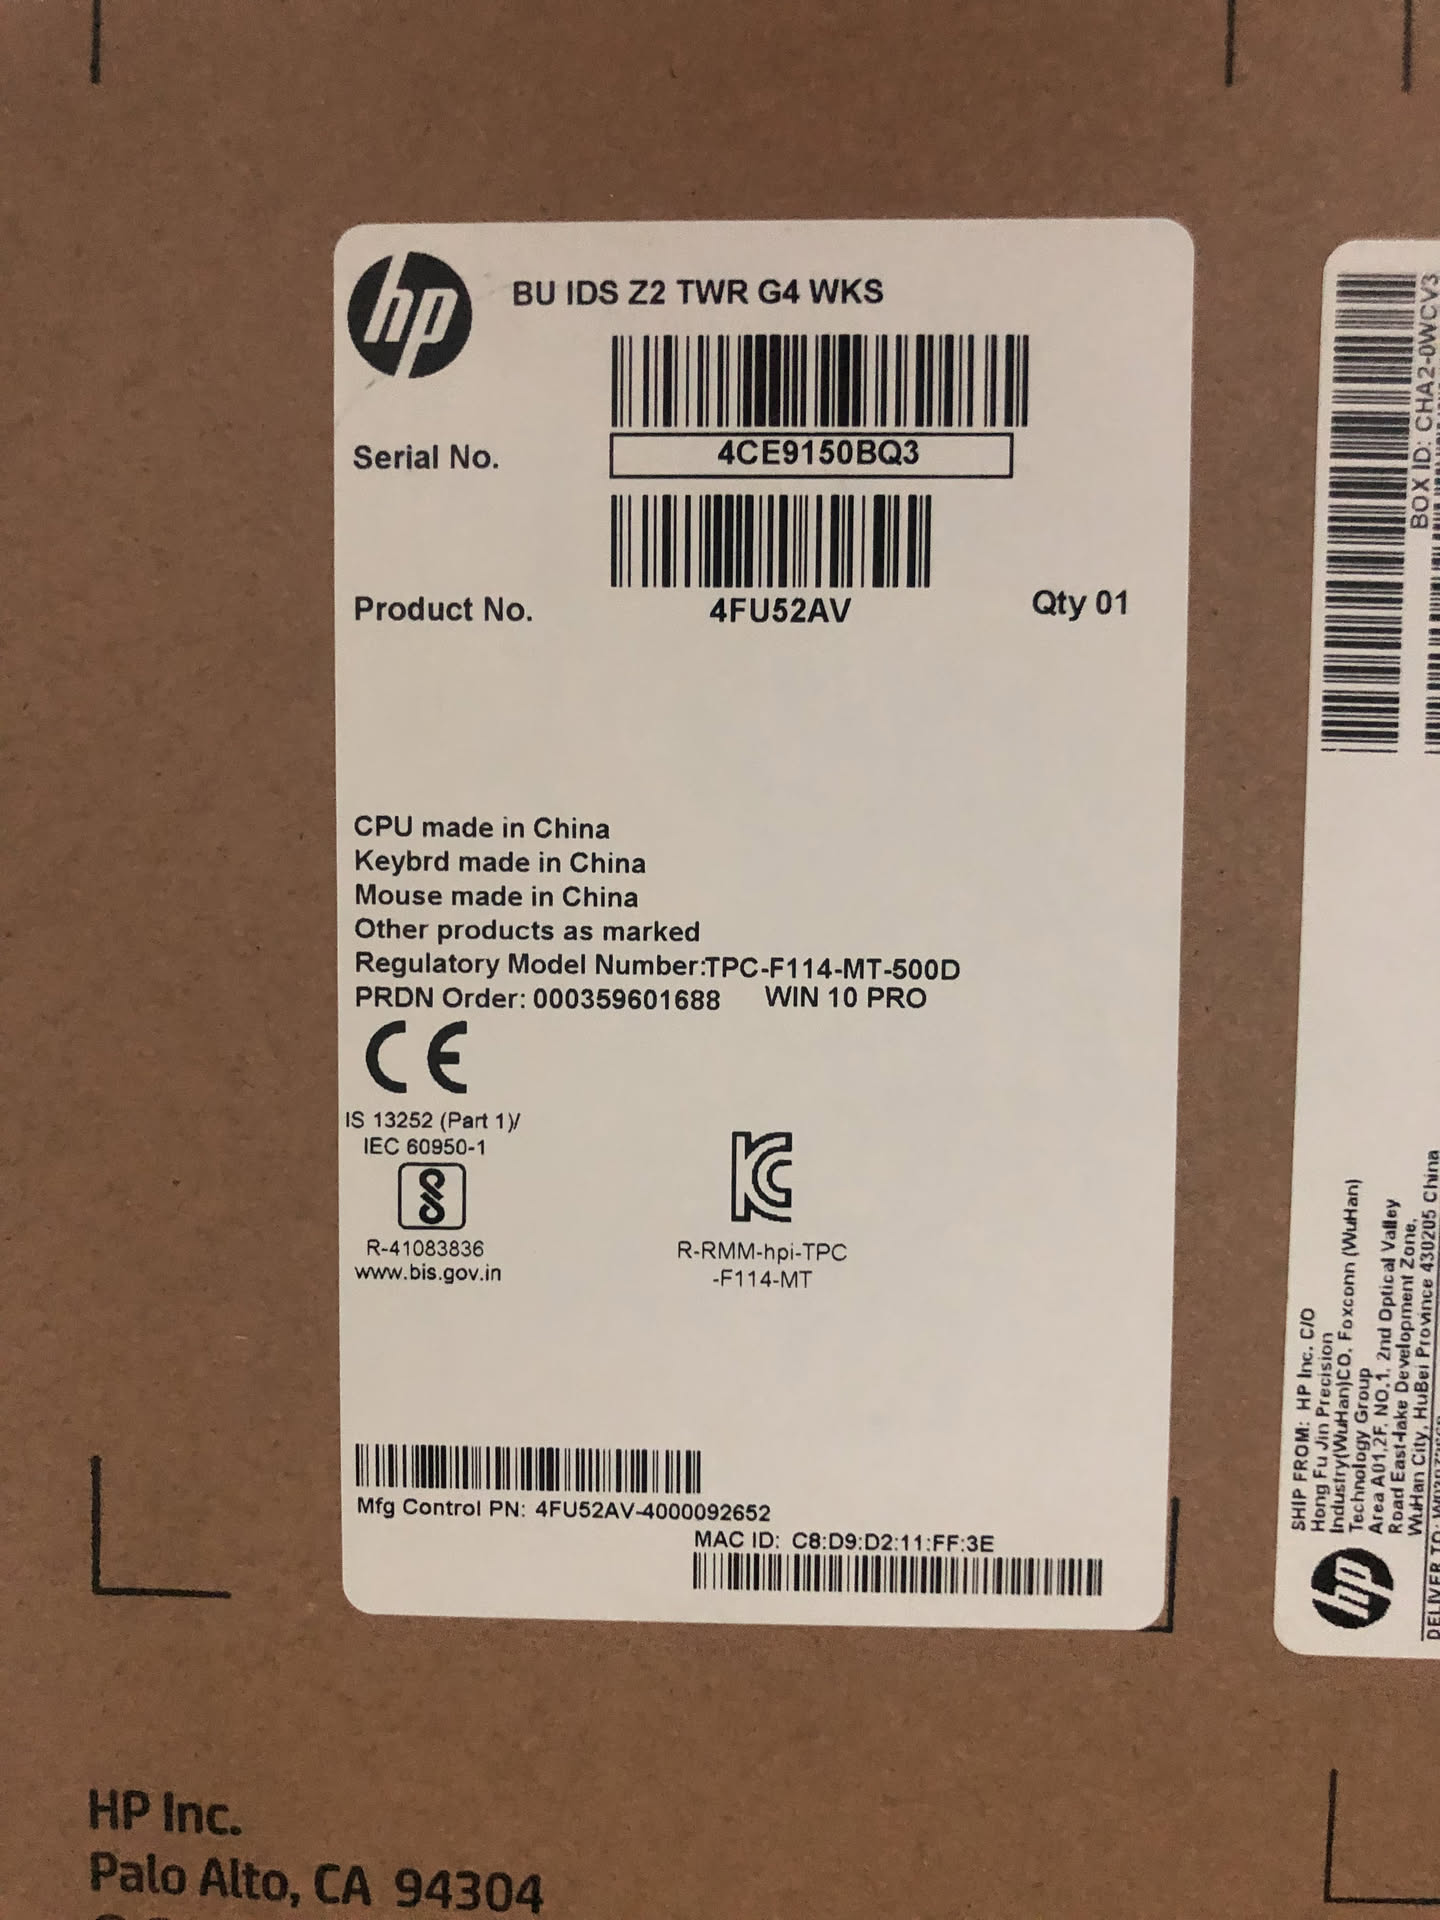 hp
BU IDS Z2 TWR G4 WKS
Serial No.
4CE9150BQ3
Product No.
4FU52AV
Qty 01
CPU made in China
Keybrd made in China
Mouse made in China
Other products as marked
Regulatory Model Number:TPC-F114-MT-500D
PRDN Order: 000359601688 WIN 10 PRO
CE
IS 13252 (Part 1)/
IEC 60950-1
R-41083836
www.bis.gov.in
R-RMM-hpi-TPC
-F114-MT
Mfg Control PN: 4FU52AV-4000092652
MAC ID: C8:D9:D2:11:FF:3E
BOX ID: CHA2-0WCV3
SHIP FROM: HP Inc. C/O
Hong Fu Jin Precision
Industry(WuHan)CO. Foxconn (WuHan)
Technology Group
Area A01,2F, NO.1, 2nd Optical Valley
Road East-lake Development Zone,
WuHan City, HuBei Province 430205 China
DELIVER TO:
hp
HP Inc.
Palo Alto, CA 94304